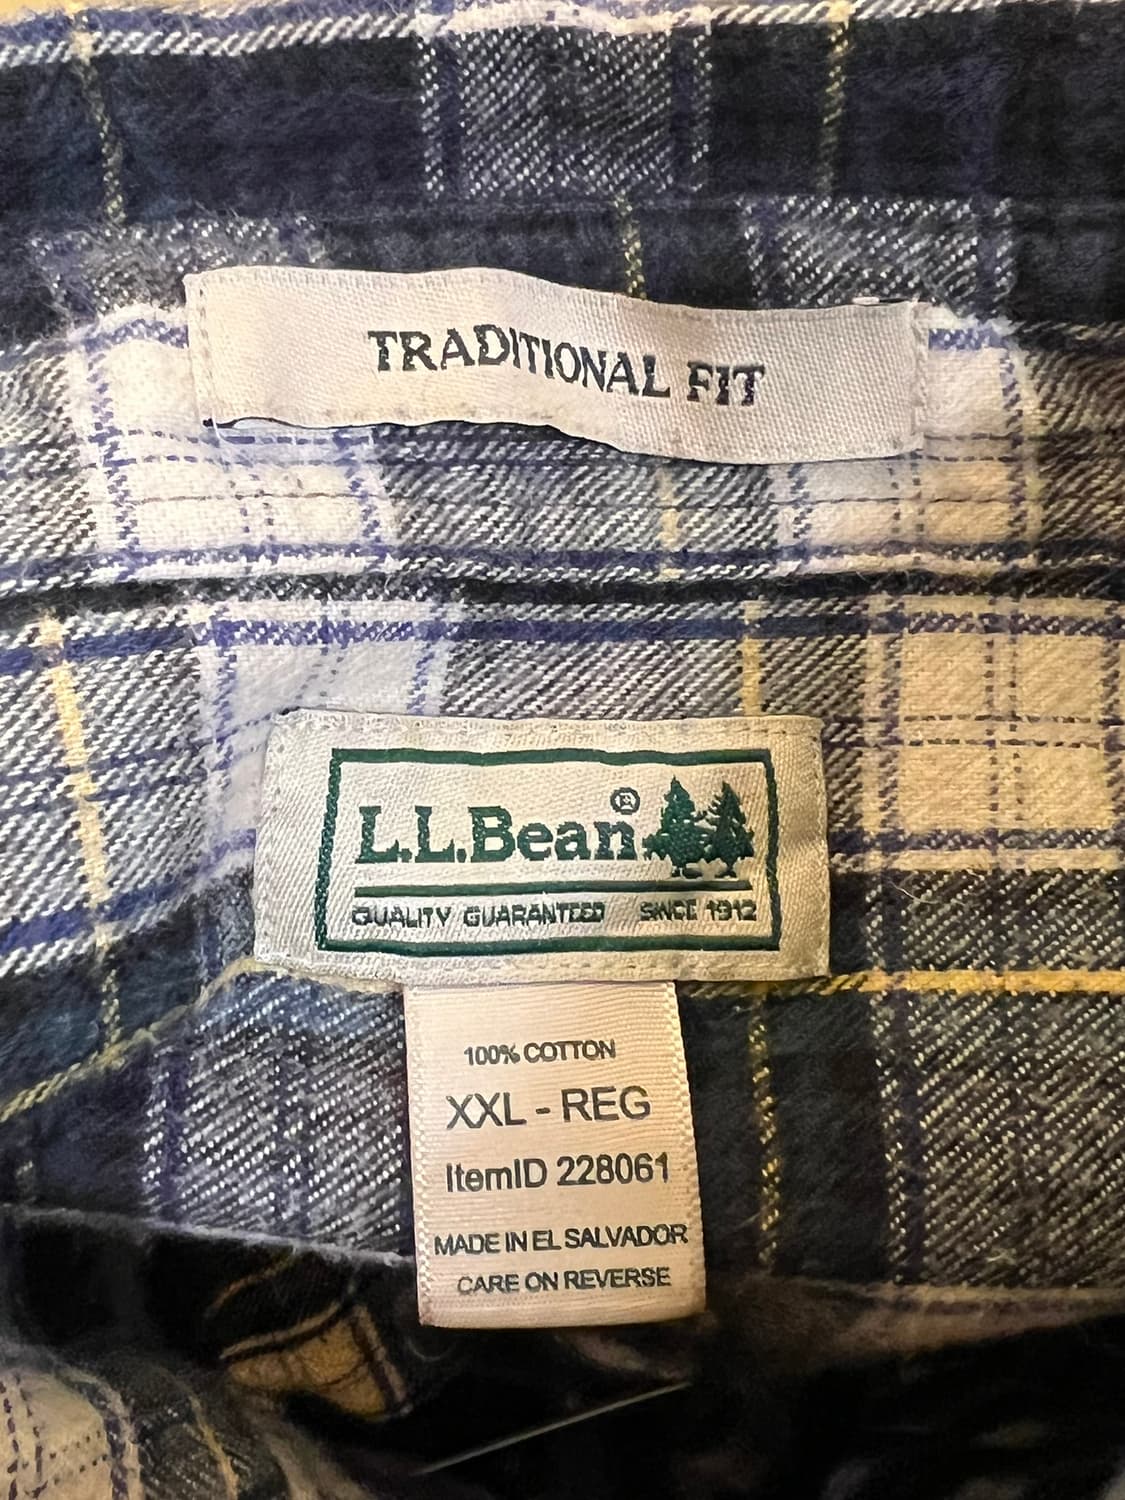 TRADITIONAL FIT
L.L.Bean®
QUALITY GUARANTEED SINCE 1912
100% COTTON
XXL - REG
ItemID 228061
MADE IN EL SALVADOR
CARE ON REVERSE